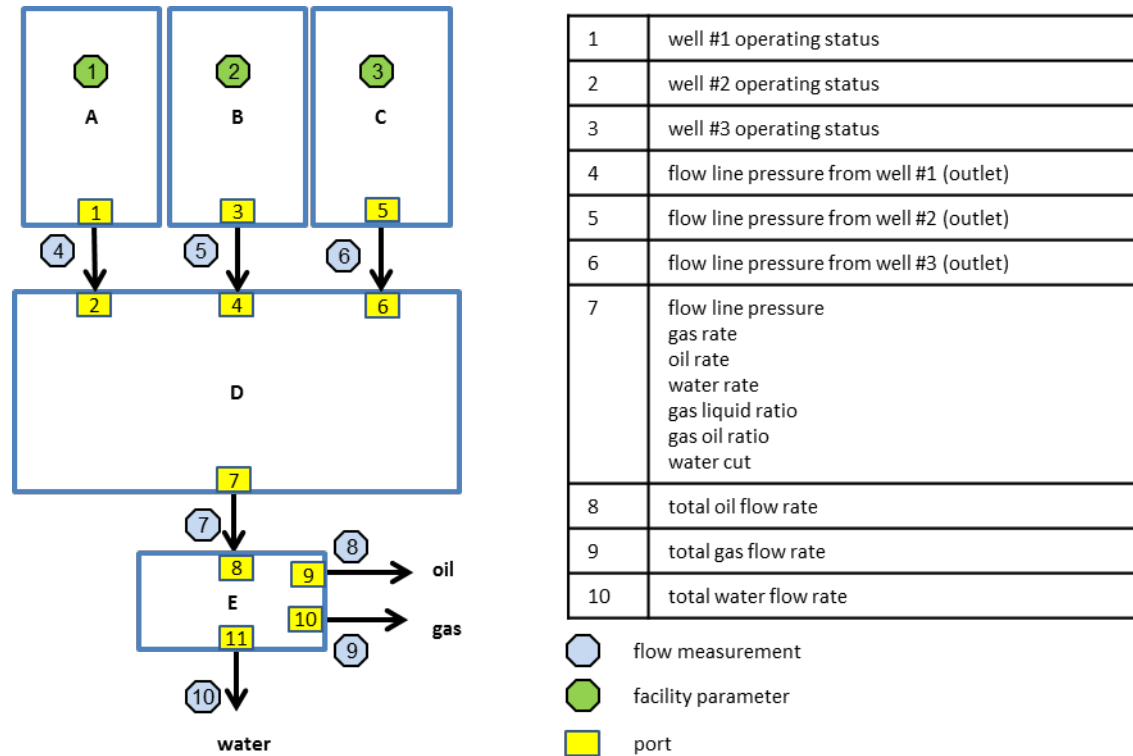 1
2
3
A
B
C
1
3
5
4
5
6
2
4
6
D
7
7
8
8
9
oil
E
10
gas
11
9
10
water
1 well #1 operating status
2 well #2 operating status
3 well #3 operating status
4 flow line pressure from well #1 (outlet)
5 flow line pressure from well #2 (outlet)
6 flow line pressure from well #3 (outlet)
7 flow line pressure
gas rate
oil rate
water rate
gas liquid ratio
gas oil ratio
water cut
8 total oil flow rate
9 total gas flow rate
10 total water flow rate
flow measurement
facility parameter
port